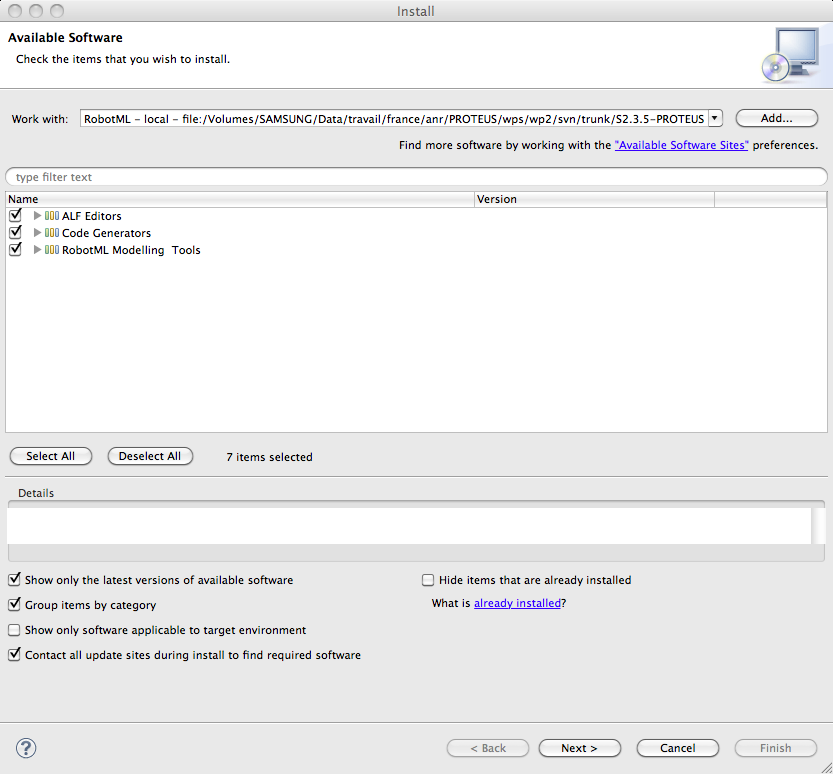 Install
Available Software
Check the items that you wish to install.
Work with: RobotML - local - file:/Volumes/SAMSUNG/Data/travail/france/anr/PROTEUS/wps/wp2/svn/trunk/S2.3.5-PROTEUS Add...
Find more software by working with the "Available Software Sites" preferences.
type filter text
Name Version
ALF Editors
Code Generators
RobotML Modelling Tools
Select All Deselect All 7 items selected
Details
Show only the latest versions of available software Hide items that are already installed
Group items by category What is already installed?
Show only software applicable to target environment
Contact all update sites during install to find required software
? < Back Next > Cancel Finish